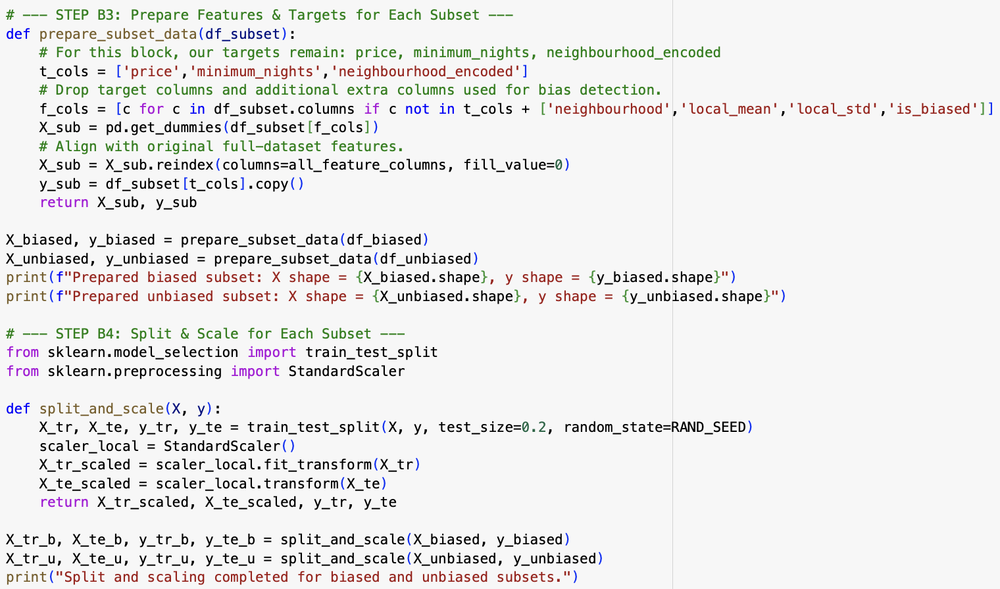 # --- STEP B3: Prepare Features & Targets for Each Subset ---
def prepare_subset_data(df_subset):
    # For this block, our targets remain: price, minimum_nights, neighbourhood_encoded
    t_cols = ['price','minimum_nights','neighbourhood_encoded']
    # Drop target columns and additional extra columns used for bias detection.
    f_cols = [c for c in df_subset.columns if c not in t_cols + ['neighbourhood','local_mean','local_std','is_biased']]
    X_sub = pd.get_dummies(df_subset[f_cols])
    # Align with original full-dataset features.
    X_sub = X_sub.reindex(columns=all_feature_columns, fill_value=0)
    y_sub = df_subset[t_cols].copy()
    return X_sub, y_sub

X_biased, y_biased = prepare_subset_data(df_biased)
X_unbiased, y_unbiased = prepare_subset_data(df_unbiased)
print(f"Prepared biased subset: X shape = {X_biased.shape}, y shape = {y_biased.shape}")
print(f"Prepared unbiased subset: X shape = {X_unbiased.shape}, y shape = {y_unbiased.shape}")

# --- STEP B4: Split & Scale for Each Subset ---
from sklearn.model_selection import train_test_split
from sklearn.preprocessing import StandardScaler

def split_and_scale(X, y):
    X_tr, X_te, y_tr, y_te = train_test_split(X, y, test_size=0.2, random_state=RAND_SEED)
    scaler_local = StandardScaler()
    X_tr_scaled = scaler_local.fit_transform(X_tr)
    X_te_scaled = scaler_local.transform(X_te)
    return X_tr_scaled, X_te_scaled, y_tr, y_te

X_tr_b, X_te_b, y_tr_b, y_te_b = split_and_scale(X_biased, y_biased)
X_tr_u, X_te_u, y_tr_u, y_te_u = split_and_scale(X_unbiased, y_unbiased)
print("Split and scaling completed for biased and unbiased subsets.")